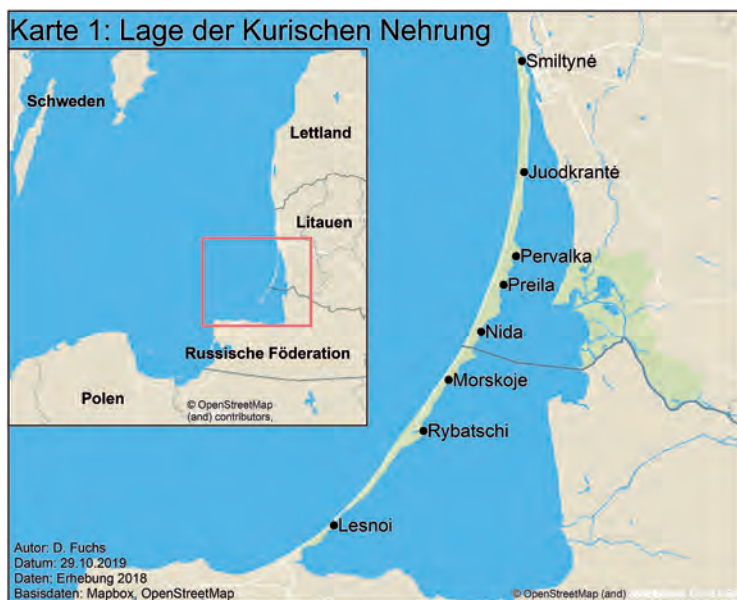 Karte 1: Lage der Kurischen Nehrung
Schweden
Lettland
Litauen
Russische Föderation
Polen
© OpenStreetMap
(and) contributors,
Smiltynė
Juodkrantė
Pervalka
Preila
Nida
Morskoje
Rybatschi
Lesnoi
Autor: D. Fuchs
Datum: 29.10.2019
Daten: Erhebung 2018
Basisdaten: Mapbox, OpenStreetMap
© OpenStreetMap (and)